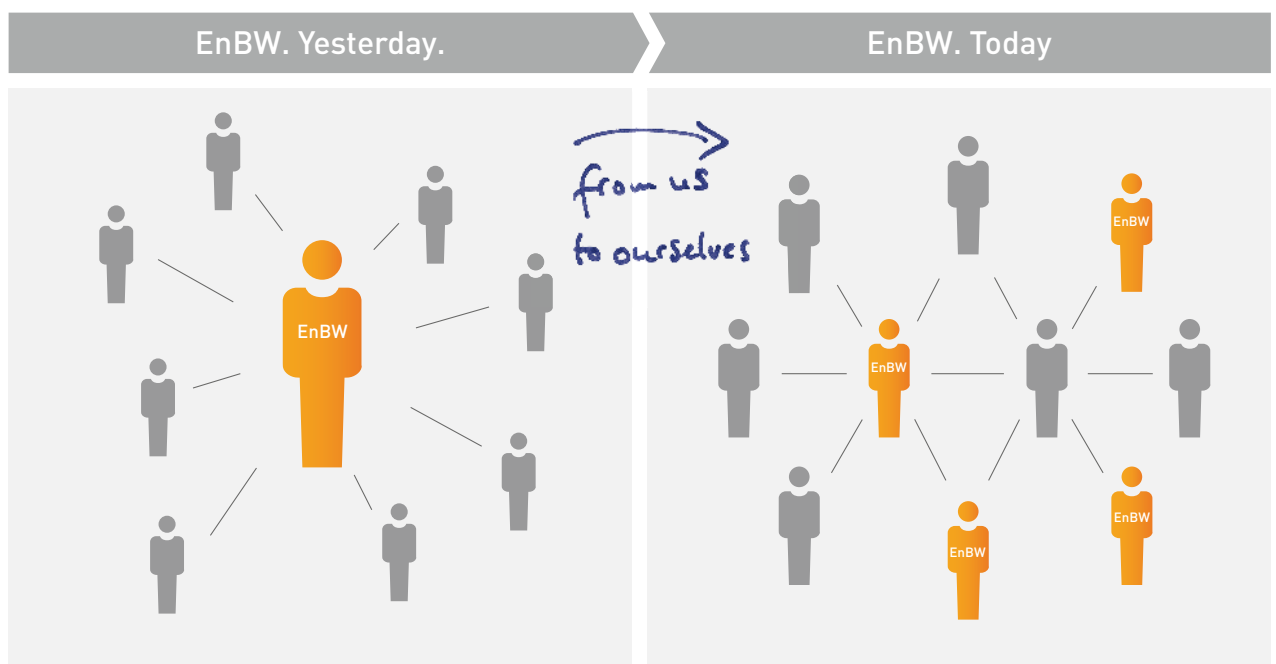 EnBW. Yesterday.
EnBW. Today
from us
to ourselves
EnBW
EnBW
EnBW
EnBW
EnBW